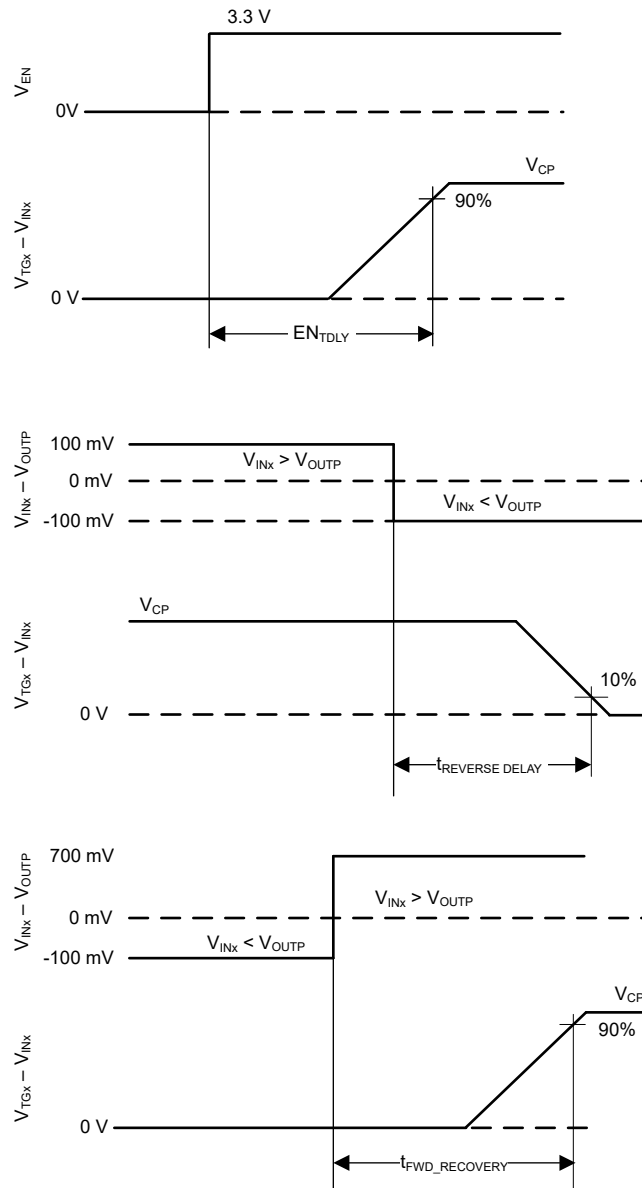 3.3 V
V_EN
0V
V_CP
90%
V_TGx – V_INx
0 V
EN_TDLY
100 mV
V_INx > V_OUTP
V_INx – V_OUTP
0 mV
V_INx < V_OUTP
-100 mV
V_CP
V_TGx – V_INx
10%
0 V
t_REVERSE DELAY
700 mV
V_INx – V_OUTP
V_INx > V_OUTP
0 mV
V_INx < V_OUTP
-100 mV
V_CP
90%
V_TGx – V_INx
0 V
t_FWD_RECOVERY